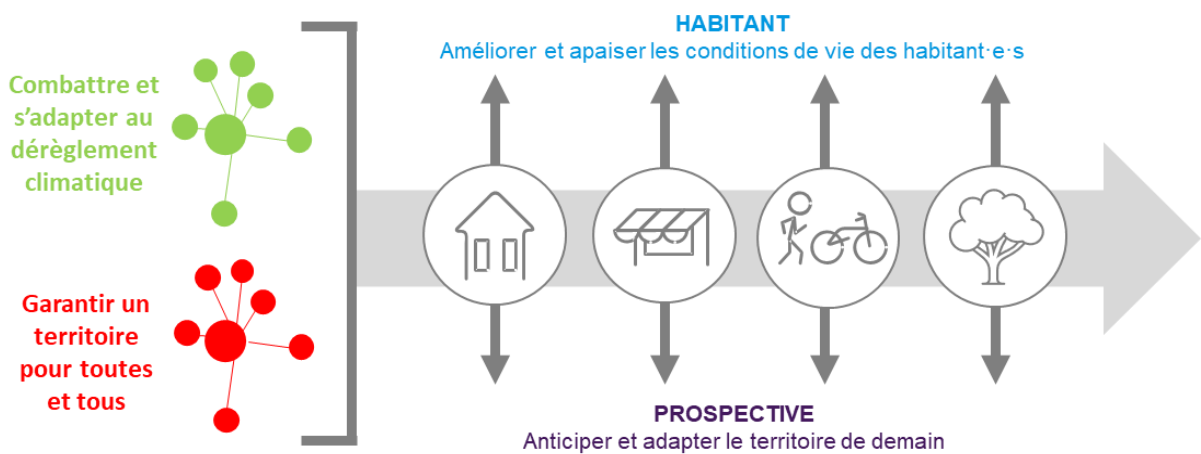 Combattre et
s'adapter au
dérèglement
climatique
Garantir un
territoire
pour toutes
et tous
HABITANT
Améliorer et apaiser les conditions de vie des habitant·e·s
PROSPECTIVE
Anticiper et adapter le territoire de demain